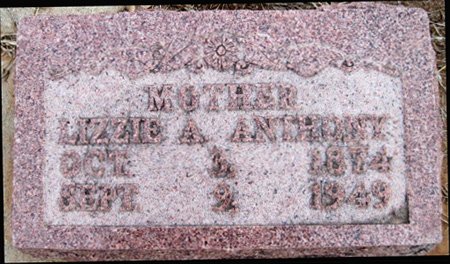 MOTHER
LIZZIE A. ANTHONY
OCT. 1, 1874
SEPT. 2, 1949